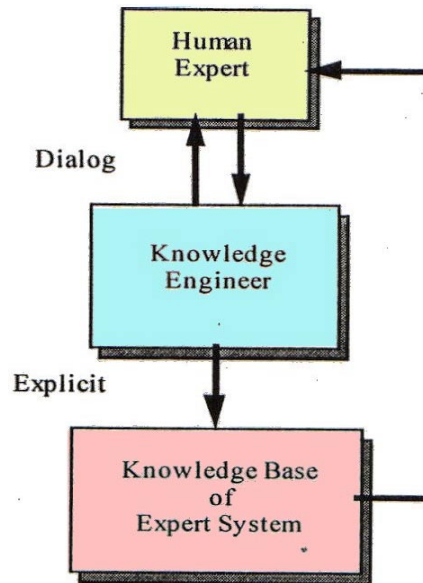 Human
Expert
Dialog
Knowledge
Engineer
Explicit
Knowledge Base
of
Expert System